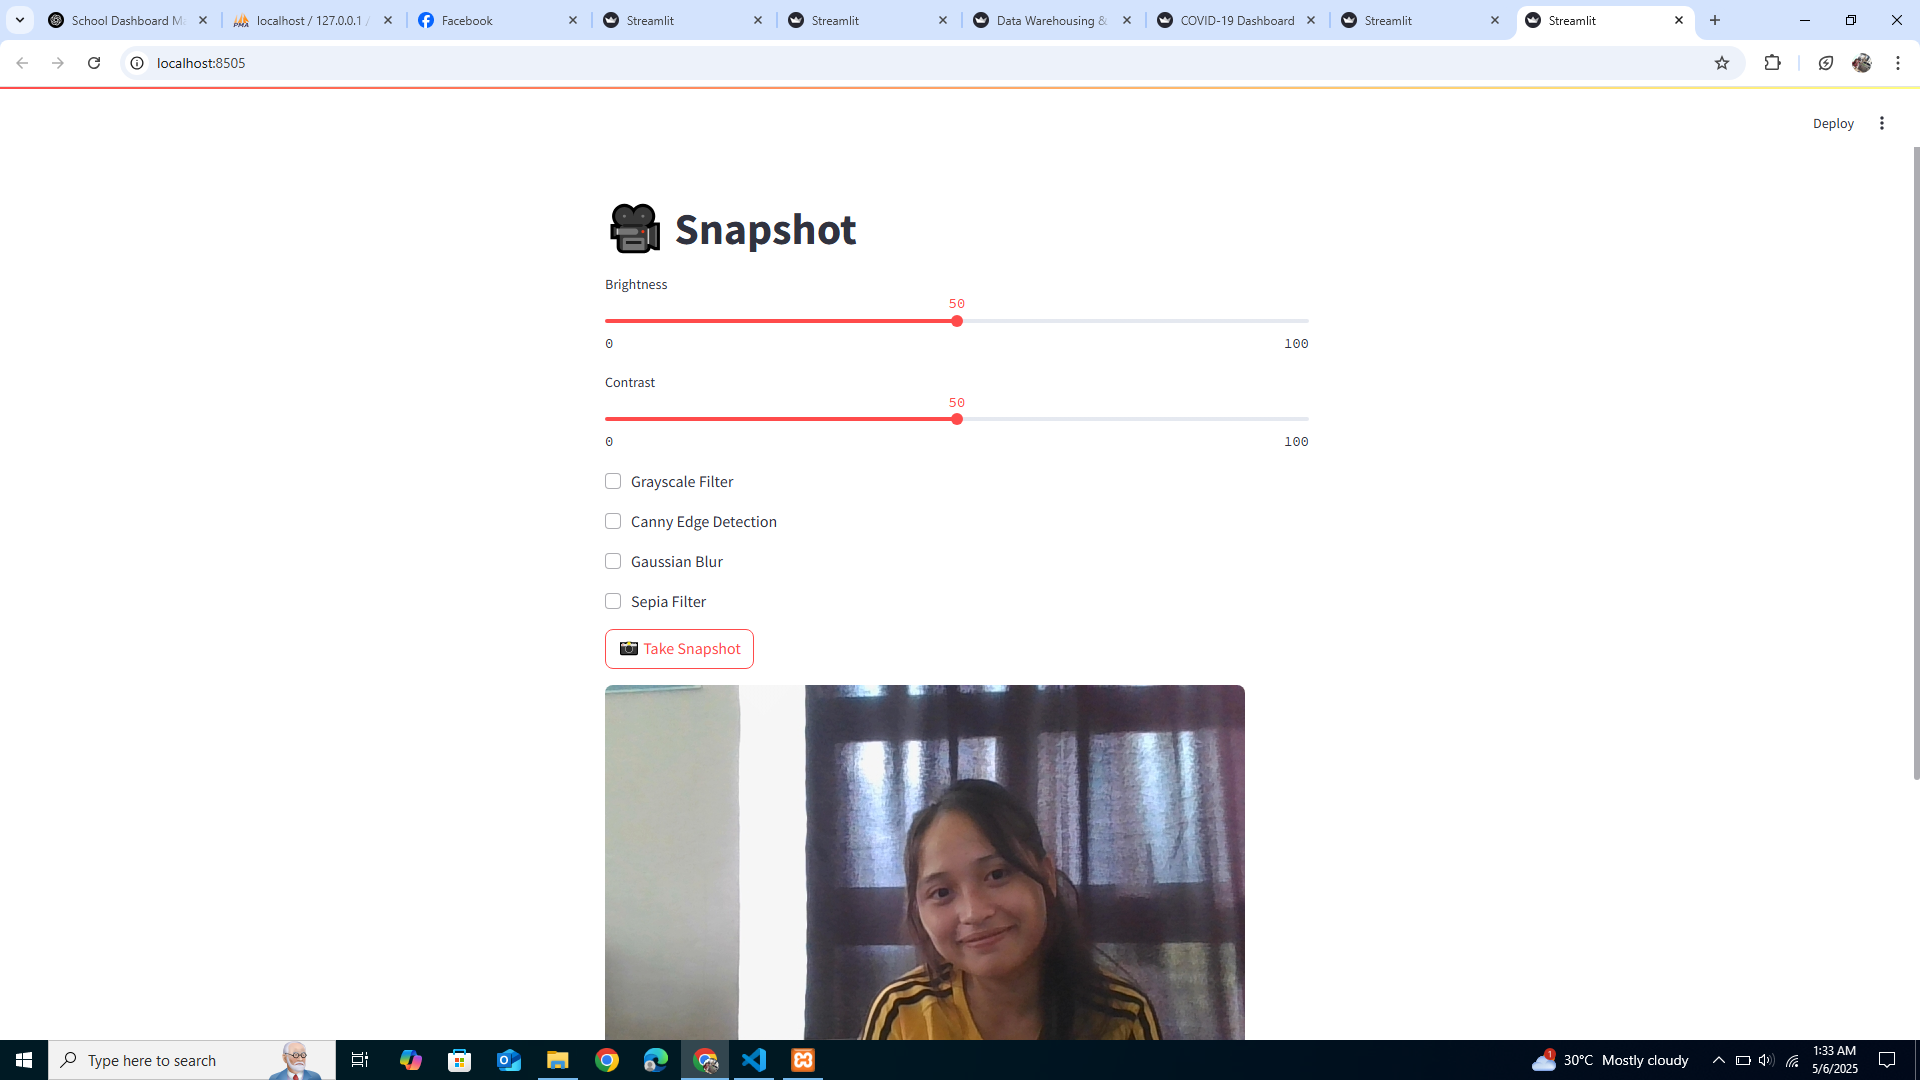 School Dashboard Ma
localhost / 127.0.0.1 /
Facebook
Streamlit
Streamlit
Data Warehousing &
COVID-19 Dashboard
Streamlit
Streamlit
localhost:8505
Deploy
Snapshot
Brightness
50
0 100
Contrast
50
0 100
Grayscale Filter
Canny Edge Detection
Gaussian Blur
Sepia Filter
Take Snapshot
Type here to search
1
30°C Mostly cloudy
1:33 AM
5/6/2025